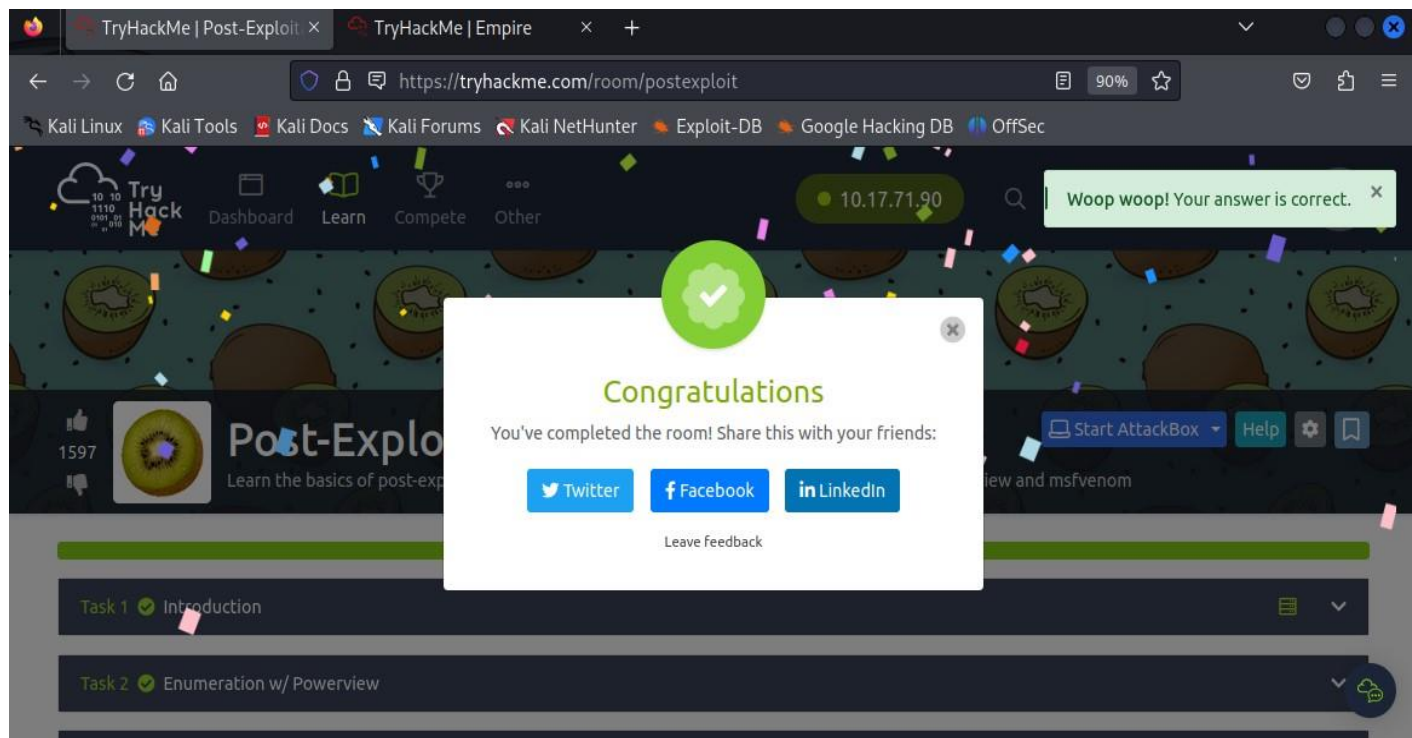 TryHackMe | Post-Exploit
TryHackMe | Empire
https://tryhackme.com/room/postexploit
90%
Kali Linux Kali Tools Kali Docs Kali Forums Kali NetHunter Exploit-DB Google Hacking DB OffSec
Try
Hack
Me
Dashboard Learn Compete Other
10.17.71.90
Woop woop! Your answer is correct.
Congratulations
You've completed the room! Share this with your friends:
Twitter Facebook LinkedIn
Leave feedback
1597
Post-Explo
Learn the basics of post-exp
iew and msfvenom
Start AttackBox Help
Task 1 Introduction
Task 2 Enumeration w/ Powerview